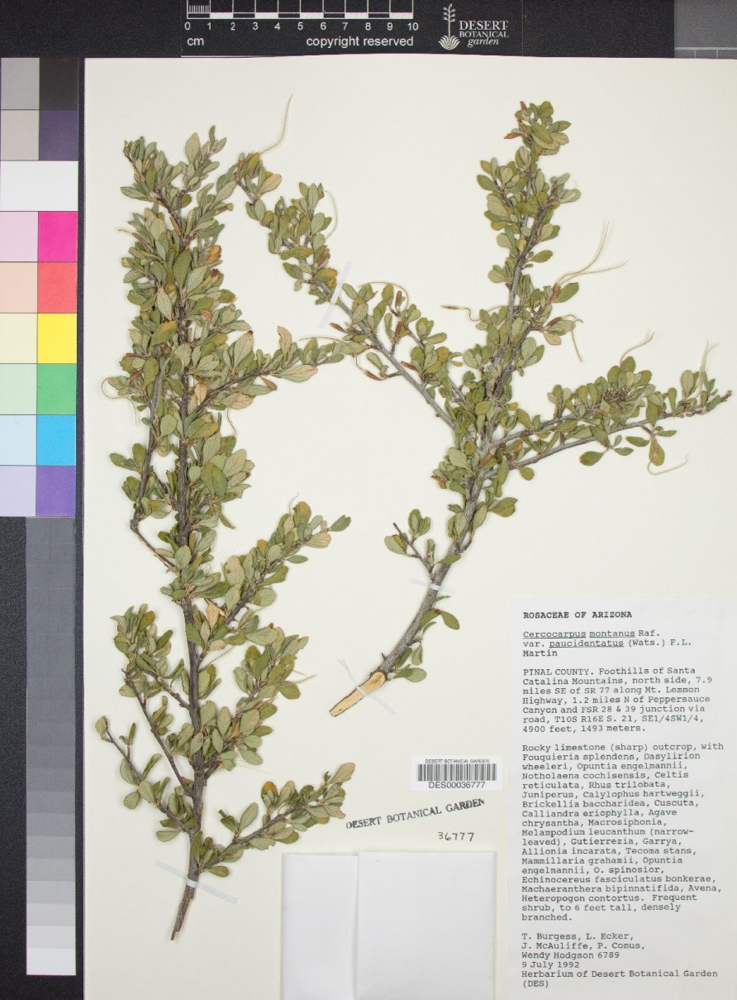 0 1 2 3 4 5 6 7 8 9 10
cm copyright reserved
DESERT
BOTANICAL
garden
ROSACEAE OF ARIZONA
Cercocarpus montanus Raf.
var. paucidentatus (Wats.) F.L.
Martin
PINAL COUNTY. Foothills of Santa
Catalina Mountains, north side, 7.9
miles SE of SR 77 along Mt. Lemmon
Highway, 1.2 miles N of Peppersauce
Canyon and FSR 28 & 39 junction via
road, T10S R16E S. 21, SE1/4SW1/4,
4900 feet, 1493 meters.
Rocky limestone (sharp) outcrop, with
Fouquieria splendens, Dasylirion
wheeleri, Opuntia engelmannii,
Notholaena cochisensis, Celtis
reticulata, Rhus trilobata,
Juniperus, Calylophus hartweggii,
Brickellia baccharidea, Cuscuta,
Calliandra eriophylla, Agave
chrysantha, Macrosiphonia,
Melampodium leucanthum (narrow-
leaved), Gutierrezia, Garrya,
Allionia incarata, Tecoma stans,
Mammillaria grahamii, Opuntia
engelmannii, O. spinosior,
Echinocereus fasciculatus bonkerae,
Machaeranthera bipinnatifida, Avena,
Heteropogon contortus. Frequent
shrub, to 6 feet tall, densely
branched.
T. Burgess, L. Ecker,
J. McAuliffe, P. Comus,
Wendy Hodgson 6789
9 July 1992
Herbarium of Desert Botanical Garden
(DES)
DESERT BOTANICAL GARDEN
DES00036777
DESERT BOTANICAL GARDEN
36777